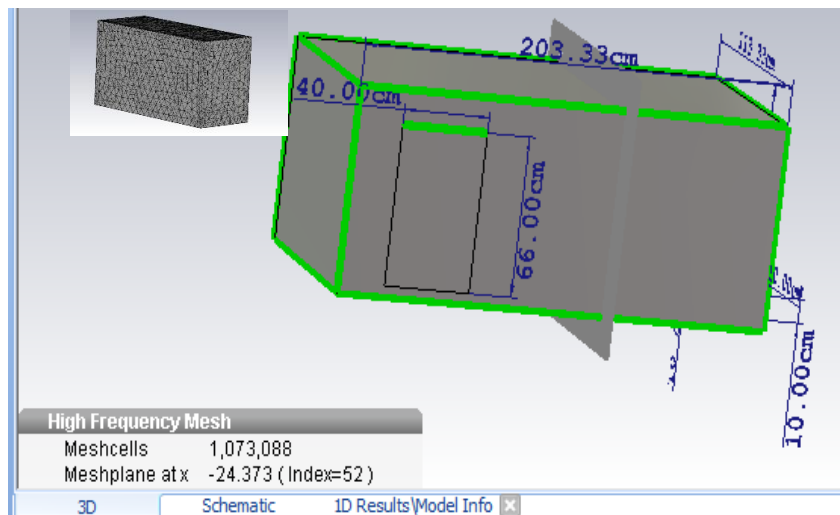 203.33cm
40.00cm
66.00cm
10.00cm
High Frequency Mesh
Meshcells 1,073,088
Meshplane at x -24.373 ( Index=52 )
3D Schematic 1D Results\Model Info